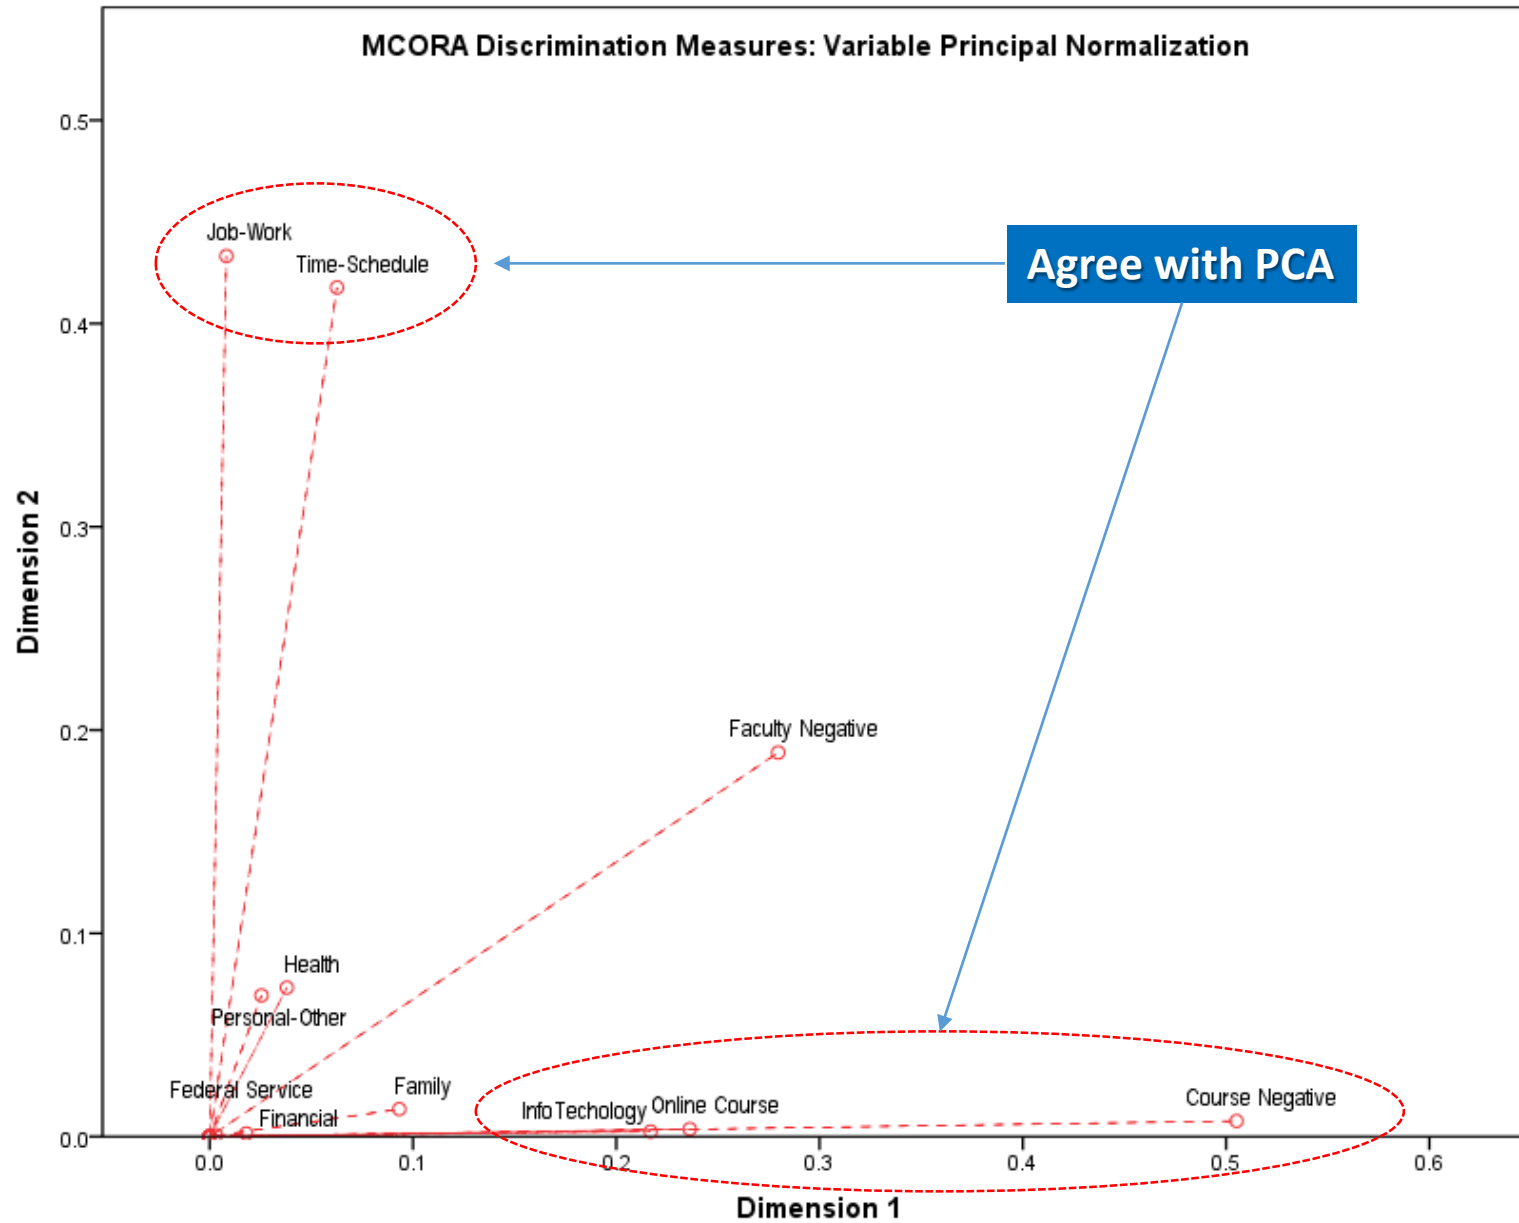 MCORA Discrimination Measures: Variable Principal Normalization
0.5
Job-Work
Time-Schedule
Agree with PCA
0.4
0.3
Dimension 2
0.2
Faculty Negative
0.1
Health
Personal-Other
Federal Service
Family
Financial
InfoTechology
Online Course
Course Negative
0.0
0.0 0.1 0.2 0.3 0.4 0.5 0.6
Dimension 1